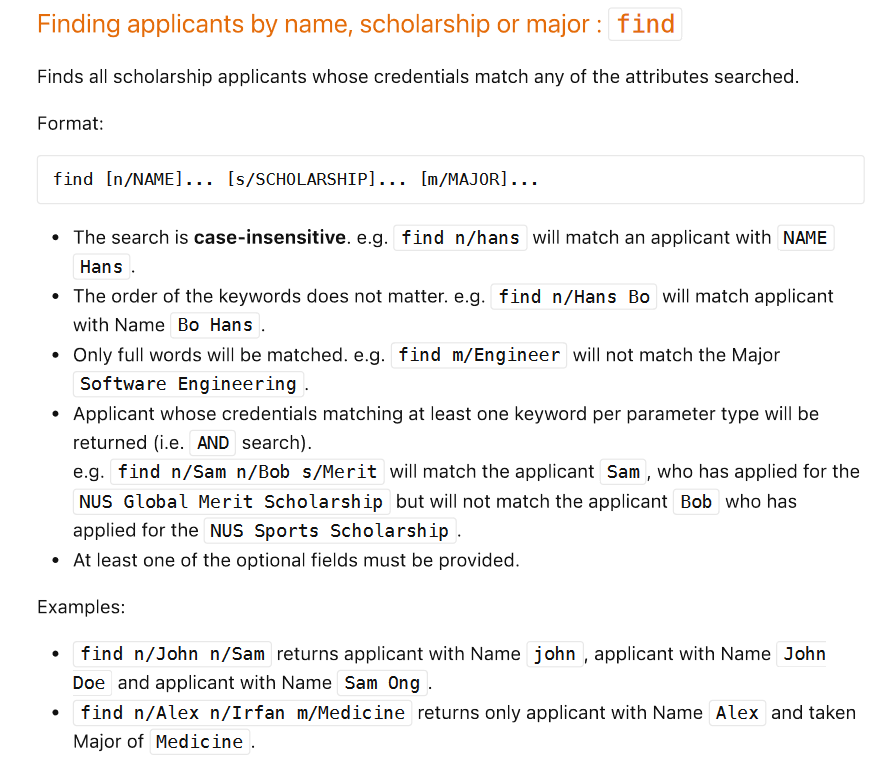 Finding applicants by name, scholarship or major : find
Finds all scholarship applicants whose credentials match any of the attributes searched.
Format:
find [n/NAME]... [s/SCHOLARSHIP]... [m/MAJOR]...
• The search is case-insensitive. e.g. find n/hans will match an applicant with NAME
Hans .
• The order of the keywords does not matter. e.g. find n/Hans Bo will match applicant
with Name Bo Hans .
• Only full words will be matched. e.g. find m/Engineer will not match the Major
Software Engineering .
• Applicant whose credentials matching at least one keyword per parameter type will be
returned (i.e. AND search).
e.g. find n/Sam n/Bob s/Merit will match the applicant Sam , who has applied for the
NUS Global Merit Scholarship but will not match the applicant Bob who has
applied for the NUS Sports Scholarship .
• At least one of the optional fields must be provided.
Examples:
• find n/John n/Sam returns applicant with Name john , applicant with Name John
Doe and applicant with Name Sam Ong .
• find n/Alex n/Irfan m/Medicine returns only applicant with Name Alex and taken
Major of Medicine .